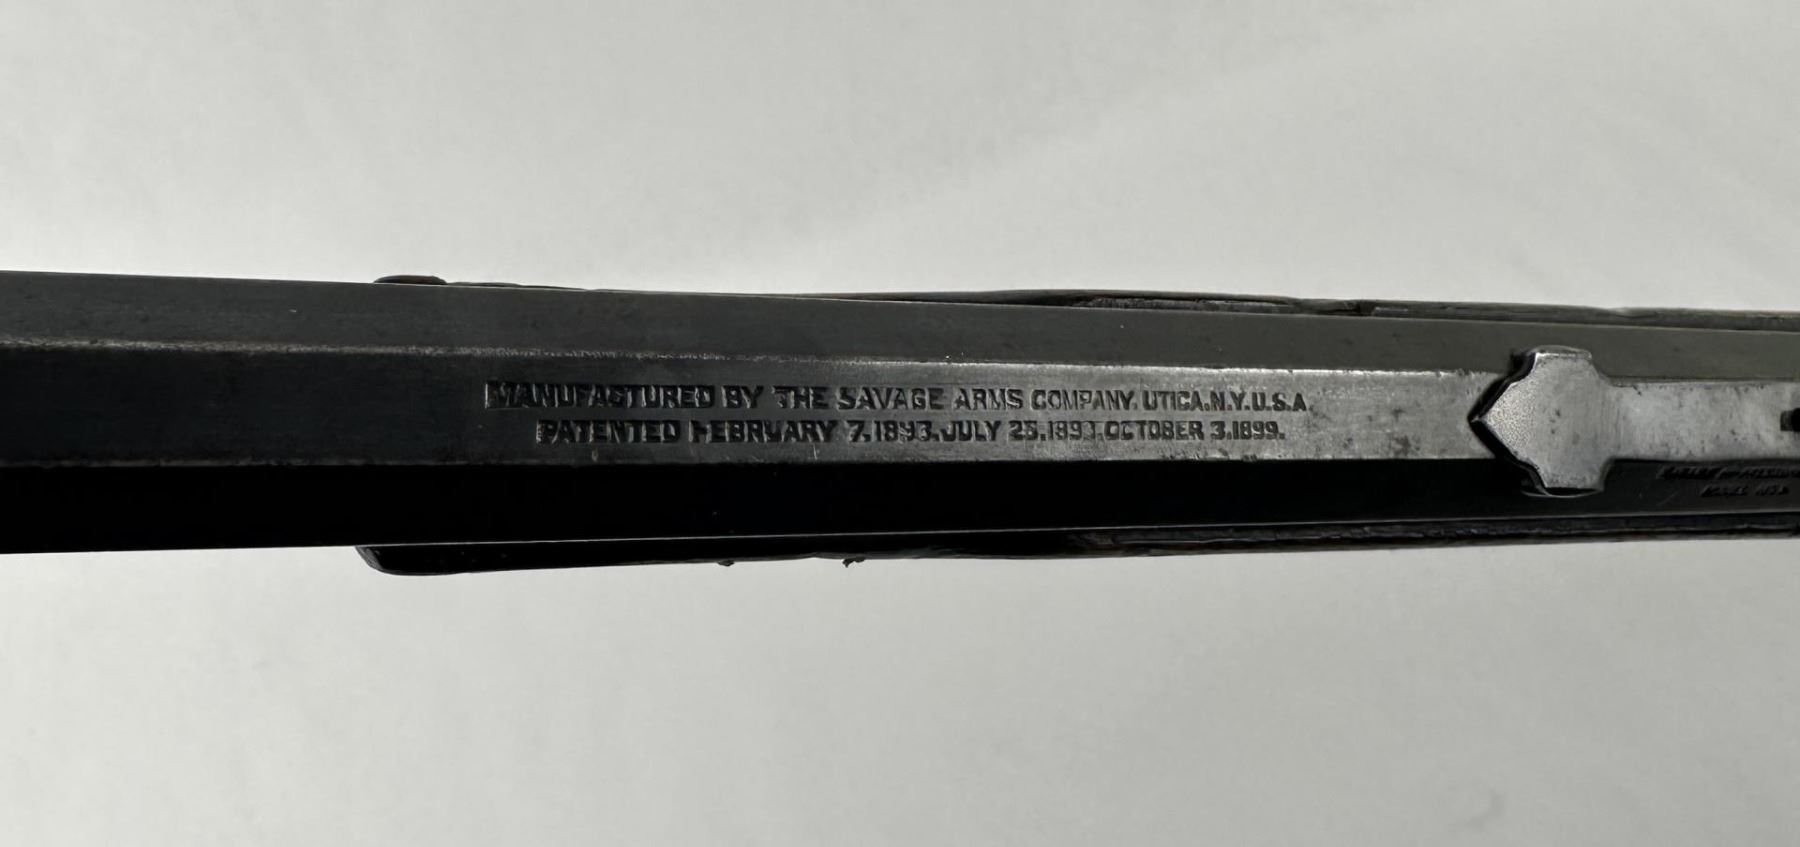 MANUFACTURED BY THE SAVAGE ARMS COMPANY. UTICA.N.Y.U.S.A.
PATENTED FEBRUARY 7.1893.JULY 25.1893.OCTOBER 3.1899.